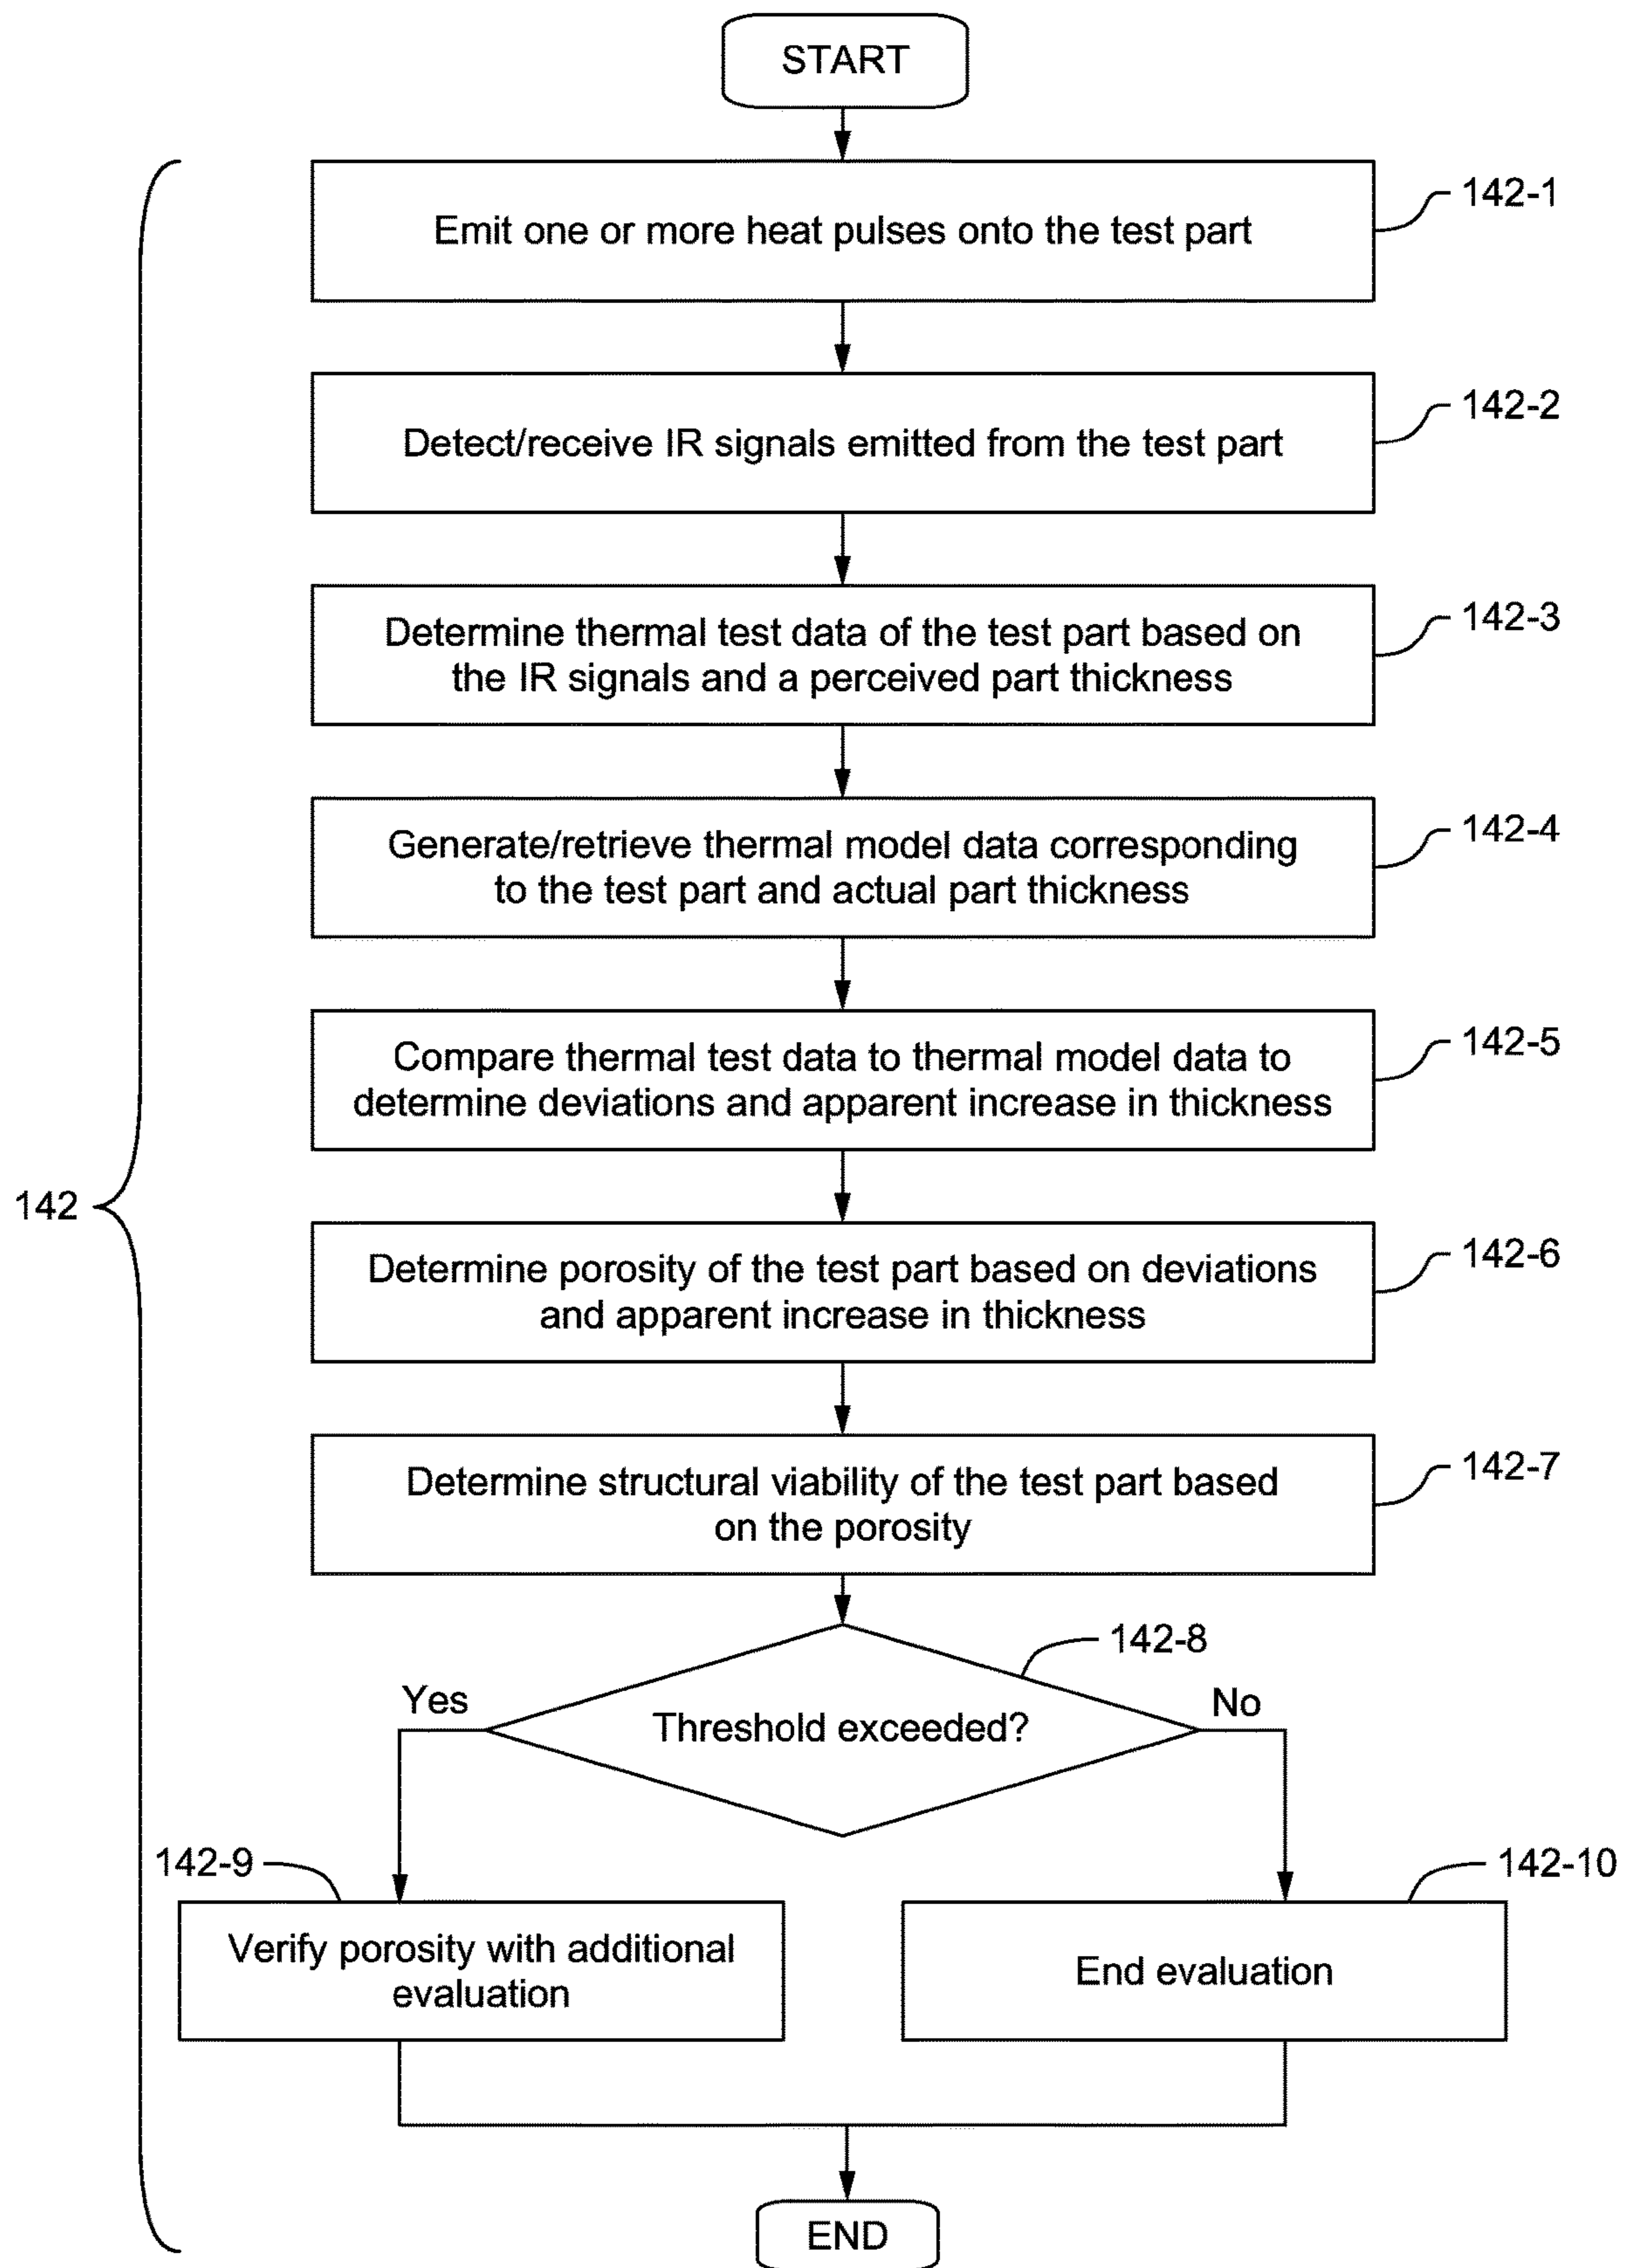 START
Emit one or more heat pulses onto the test part
142-1
Detect/receive IR signals emitted from the test part
142-2
Determine thermal test data of the test part based on
the IR signals and a perceived part thickness
142-3
Generate/retrieve thermal model data corresponding
to the test part and actual part thickness
142-4
Compare thermal test data to thermal model data to
determine deviations and apparent increase in thickness
142-5
142
Determine porosity of the test part based on deviations
and apparent increase in thickness
142-6
Determine structural viability of the test part based
on the porosity
142-7
142-8
Yes
Threshold exceeded?
No
142-9
Verify porosity with additional
evaluation
142-10
End evaluation
END